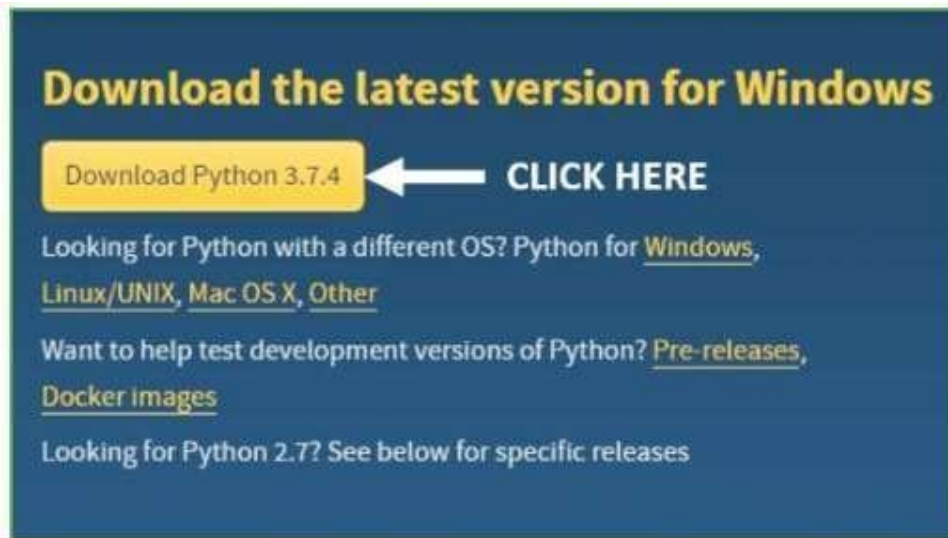 Download the latest version for Windows
Download Python 3.7.4 CLICK HERE
Looking for Python with a different OS? Python for Windows,
Linux/UNIX, Mac OS X, Other
Want to help test development versions of Python? Pre-releases,
Docker images
Looking for Python 2.7? See below for specific releases